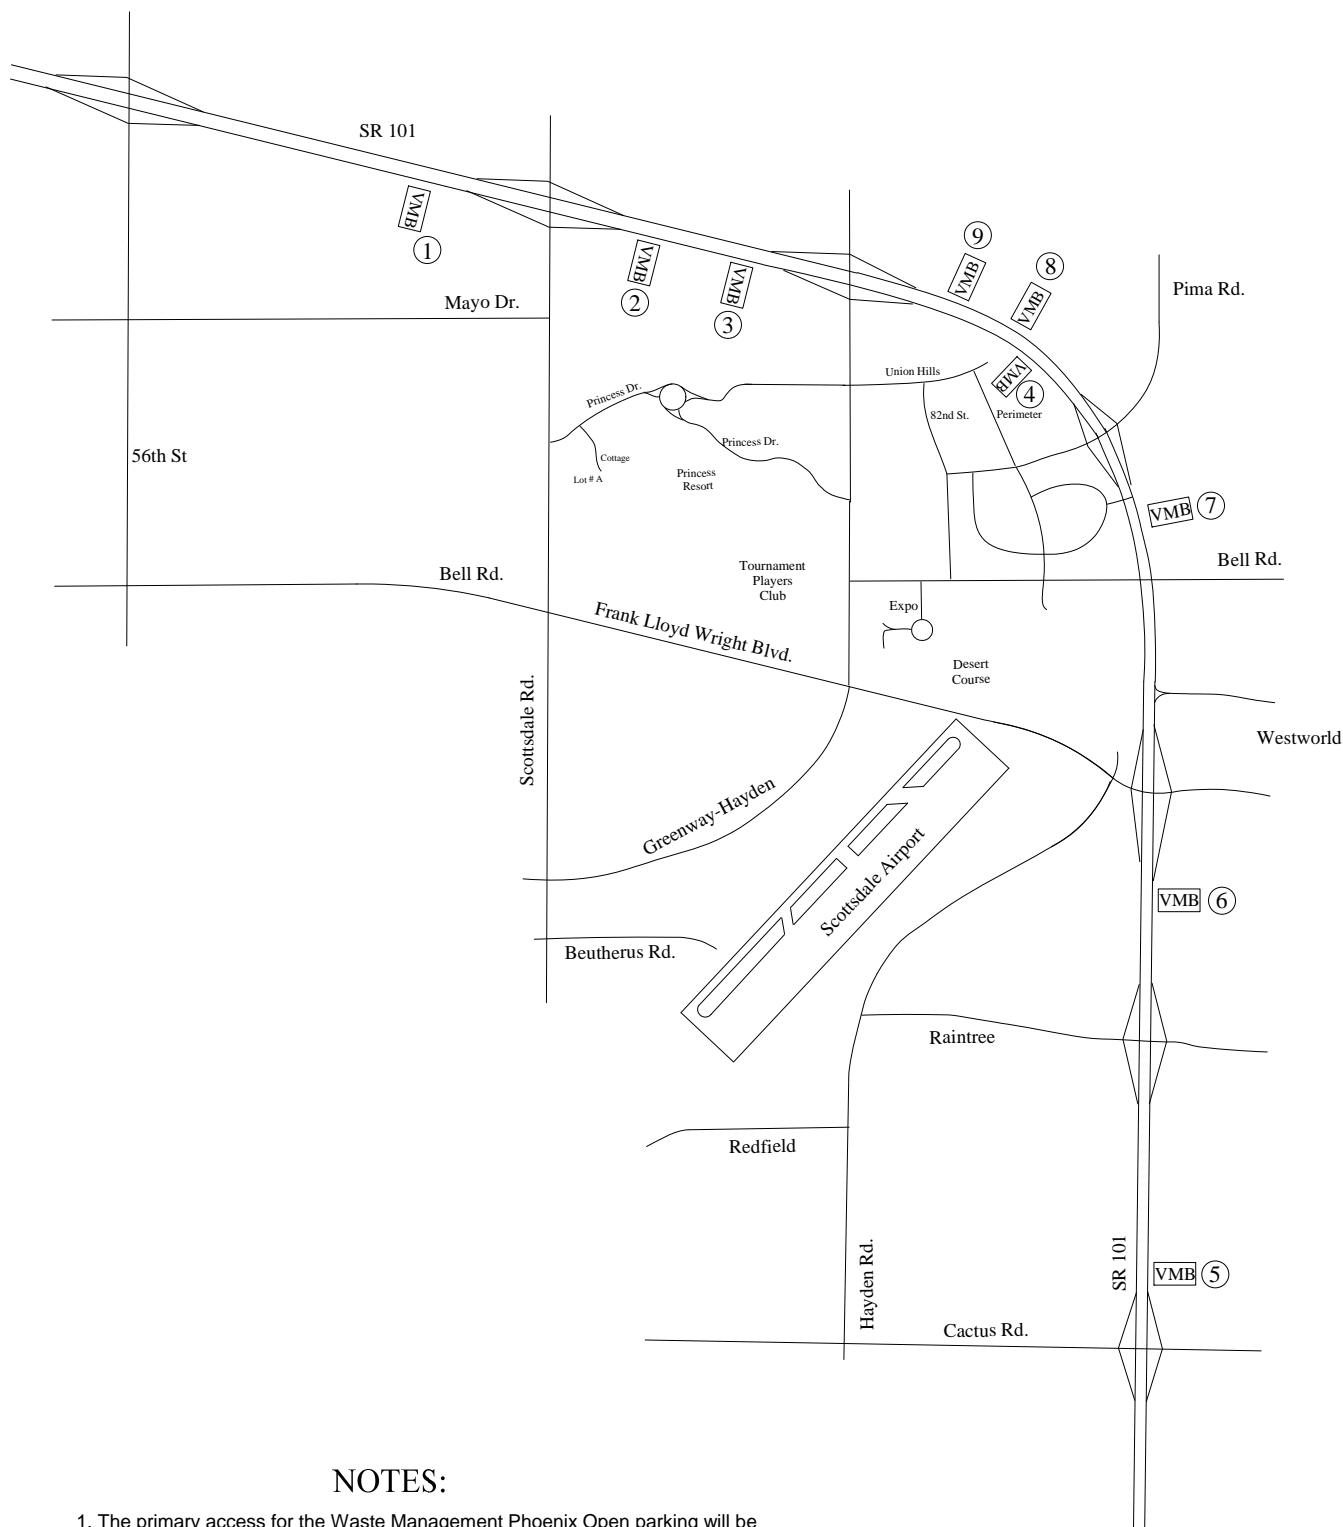 SR 101
VMB
1
VMB
2
VMB
3
9
VMB
8
VMB
Pima Rd.
Mayo Dr.
Union Hills
VMB
4
Princess Dr.
82nd St.
Perimeter
56th St
Cottage
Lot # A
Princess Dr.
Princess
Resort
VMB
7
Bell Rd.
Bell Rd.
Tournament
Players
Club
Frank Lloyd Wright Blvd.
Expo
Desert
Course
Scottsdale Rd.
Westworld
Greenway-Hayden
Scottsdale Airport
VMB
6
Beutherus Rd.
Raintree
Redfield
Hayden Rd.
SR 101
VMB
5
Cactus Rd.
NOTES:
1. The primary access for the Waste Management Phoenix Open parking will be